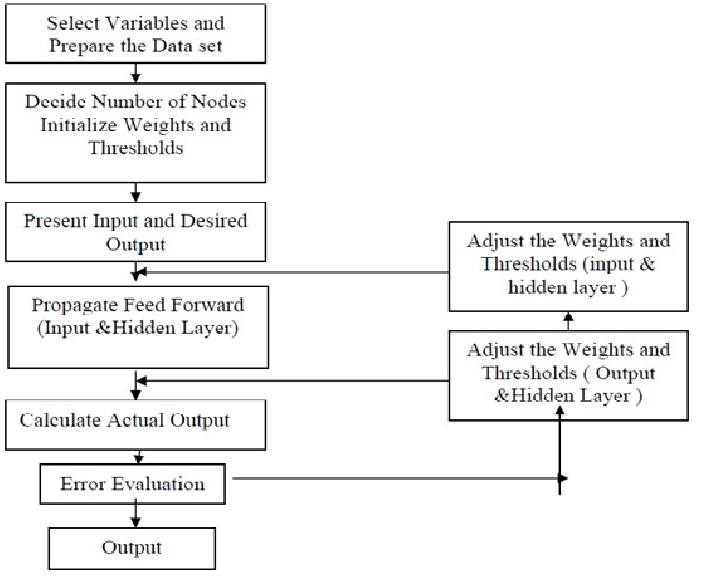 Select Variables and
Prepare the Data set
Decide Number of Nodes
Initialize Weights and
Thresholds
Present Input and Desired
Output
Propagate Feed Forward
(Input &Hidden Layer)
Calculate Actual Output
Error Evaluation
Output
Adjust the Weights and
Thresholds (input &
hidden layer )
Adjust the Weights and
Thresholds ( Output
&Hidden Layer )